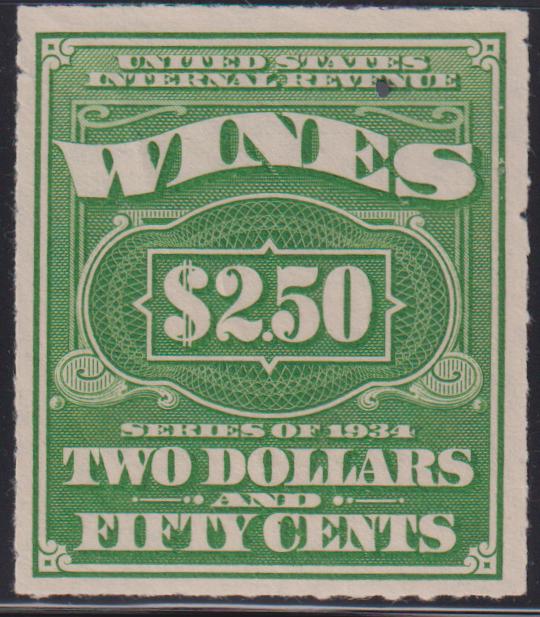 UNITED STATES
INTERNAL REVENUE
WINES
$2.50
SERIES OF 1934
TWO DOLLARS
AND
FIFTY CENTS